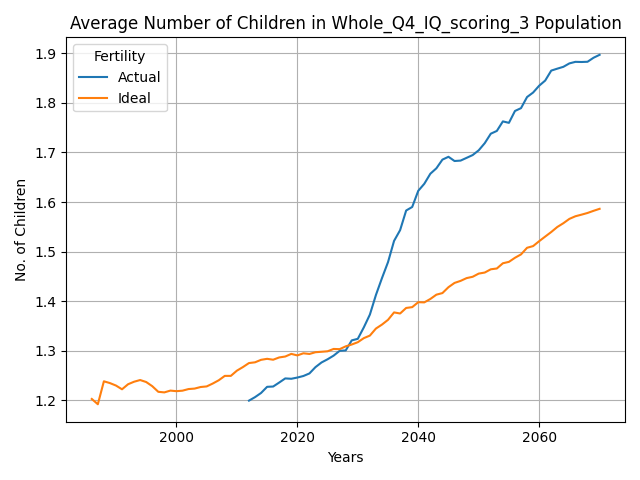 Average Number of Children in Whole_Q4_IQ_scoring_3 Population
Fertility
Actual
Ideal
No. of Children
1.9
1.8
1.7
1.6
1.5
1.4
1.3
1.2
2000
2020
2040
2060
Years